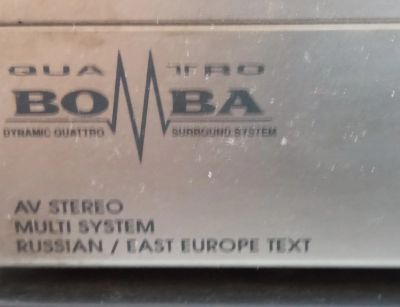 QUATTRO
BOMBA
DYNAMIC QUATTRO SURROUND SYSTEM
AV STEREO
MULTI SYSTEM
RUSSIAN / EAST EUROPE TEXT